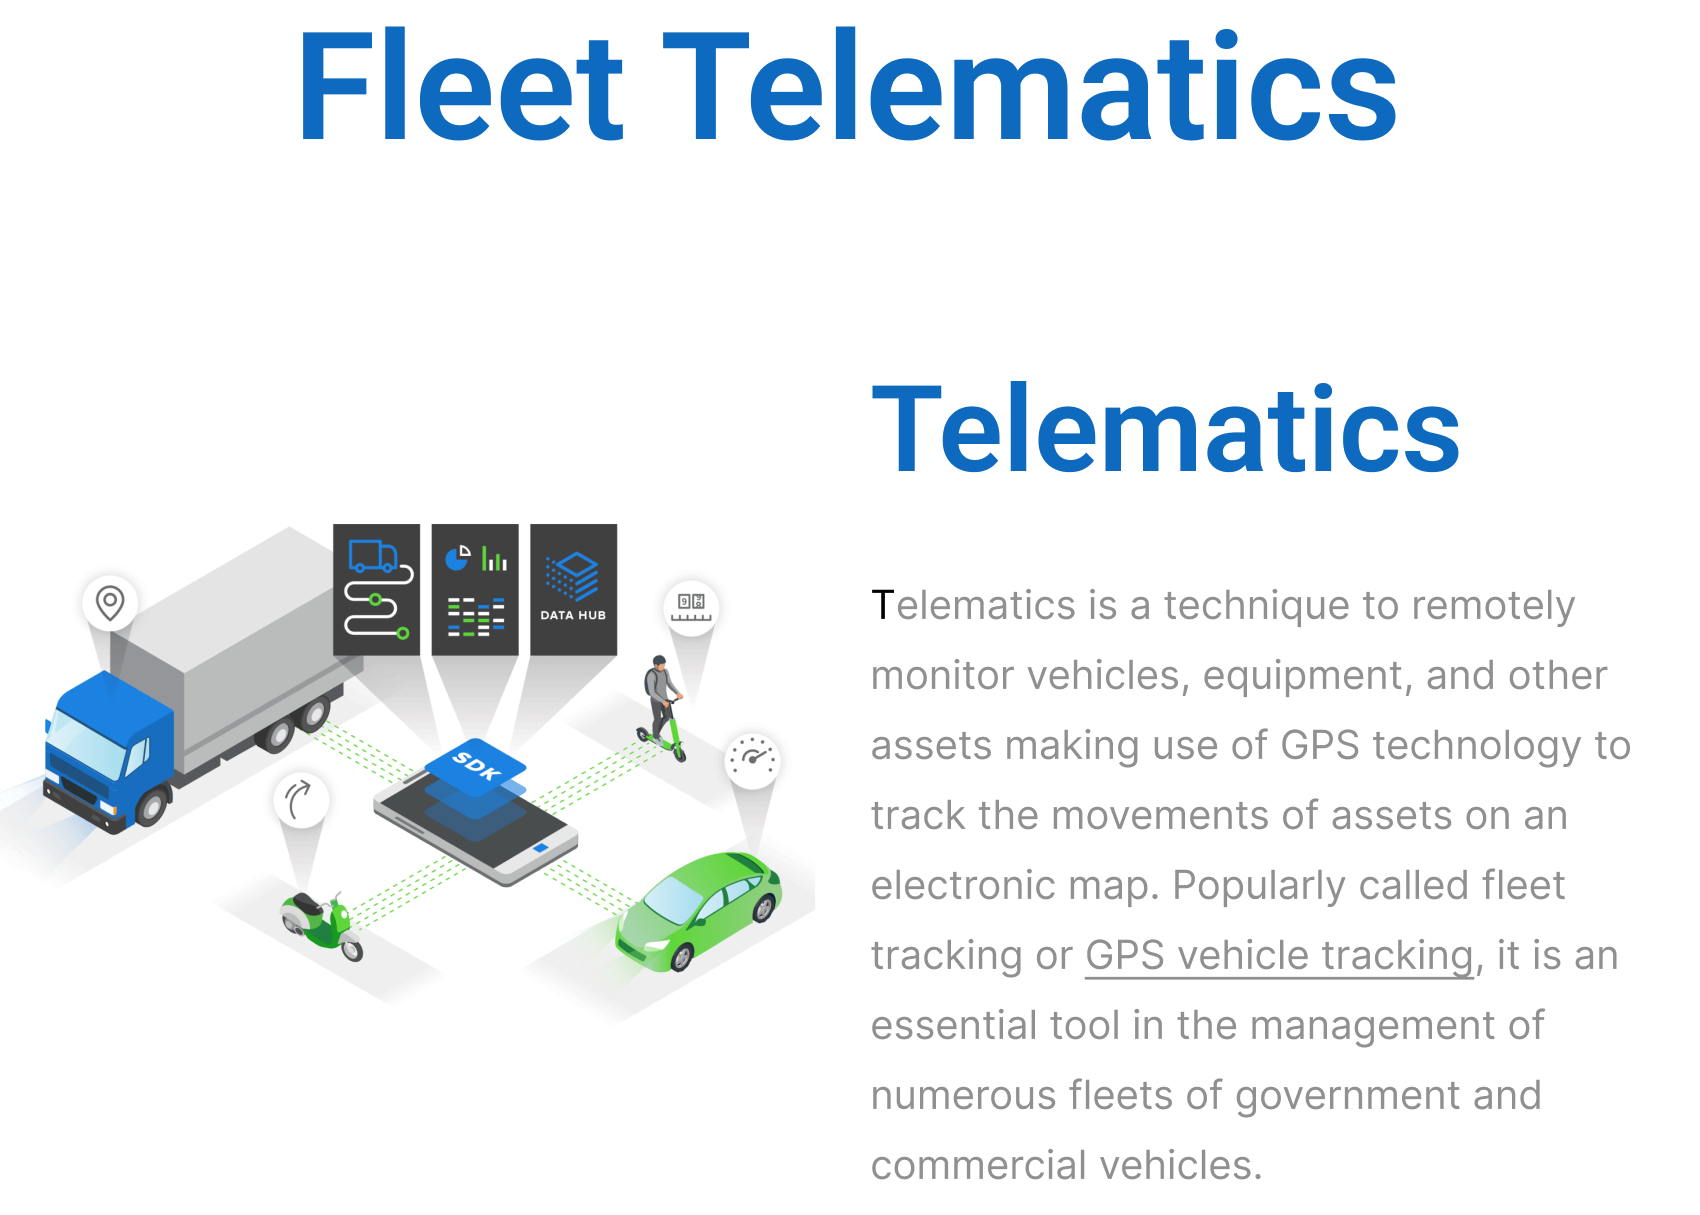 Fleet Telematics
Telematics
DATA HUB
SDK
Telematics is a technique to remotely
monitor vehicles, equipment, and other
assets making use of GPS technology to
track the movements of assets on an
electronic map. Popularly called fleet
tracking or GPS vehicle tracking, it is an
essential tool in the management of
numerous fleets of government and
commercial vehicles.